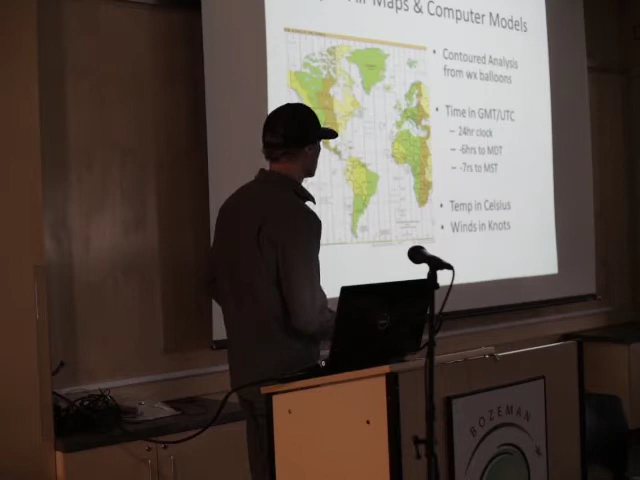 Air Maps & Computer Models
• Contoured Analysis
from wx balloons
• Time in GMT/UTC
– 24hr clock
– -6hrs to MDT
– -7rs to MST
• Temp in Celsius
• Winds in Knots
BOZEMAN